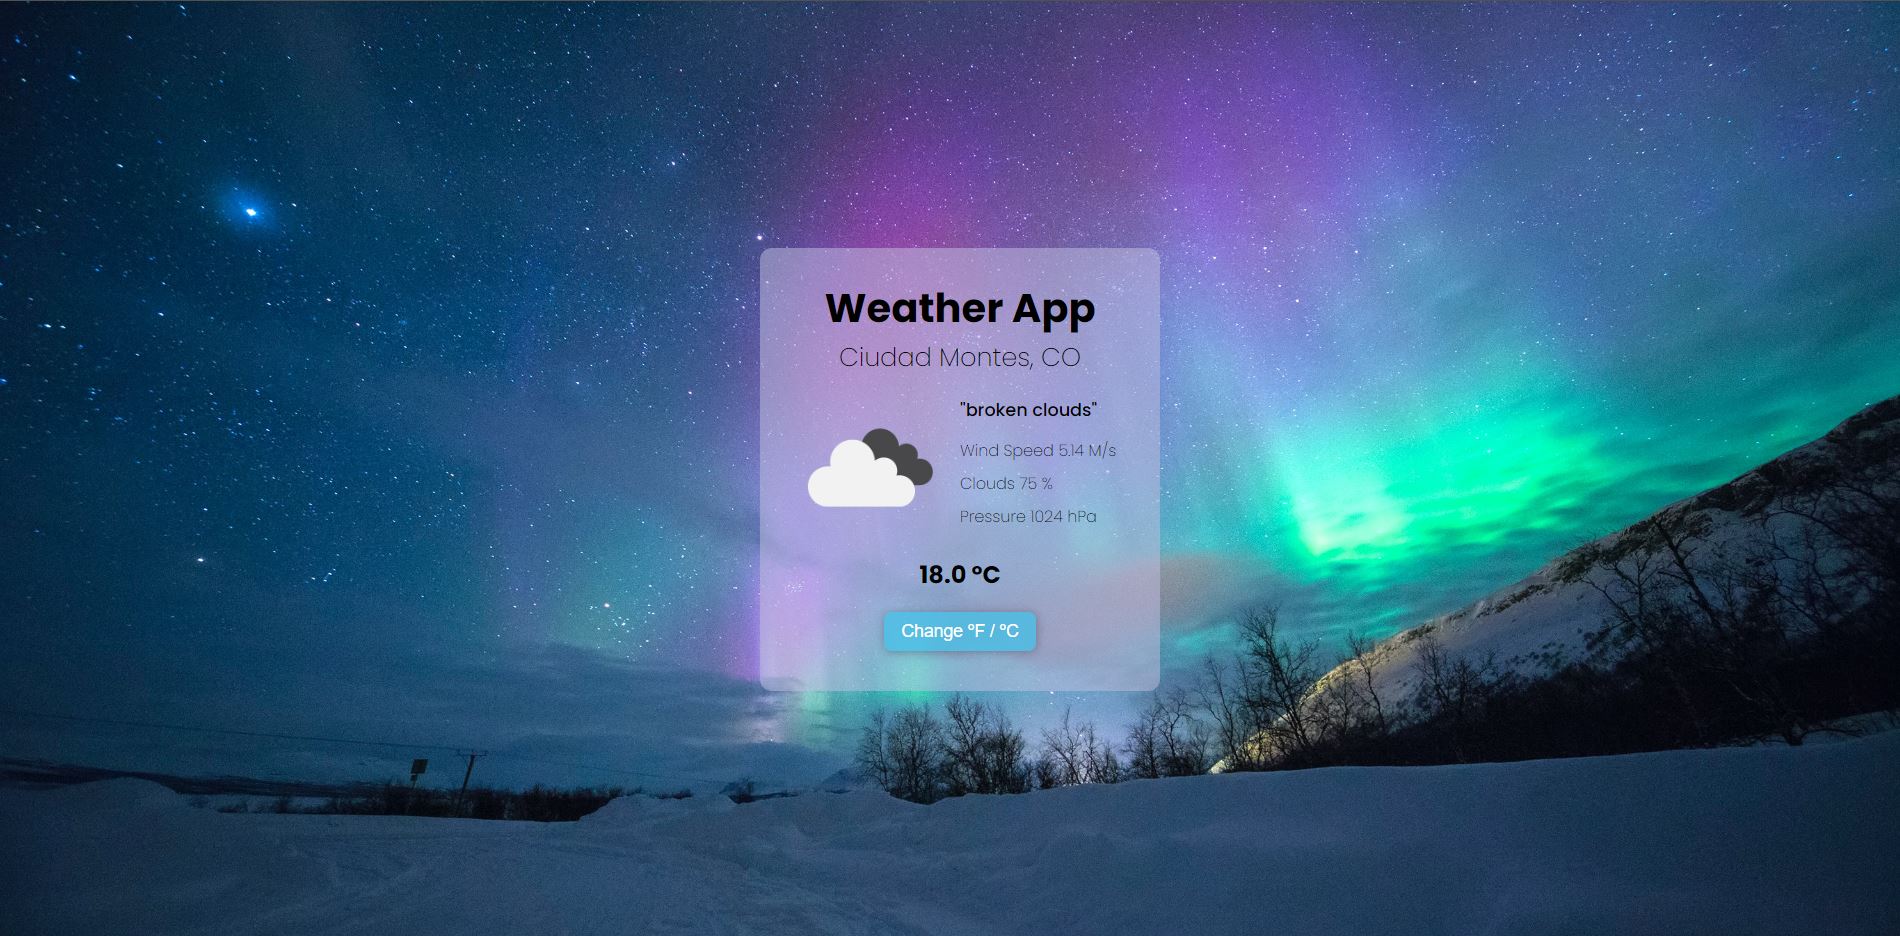 Weather App
Ciudad Montes, CO
"broken clouds"
Wind Speed 5.14 M/s
Clouds 75 %
Pressure 1024 hPa
18.0 °C
Change °F / °C